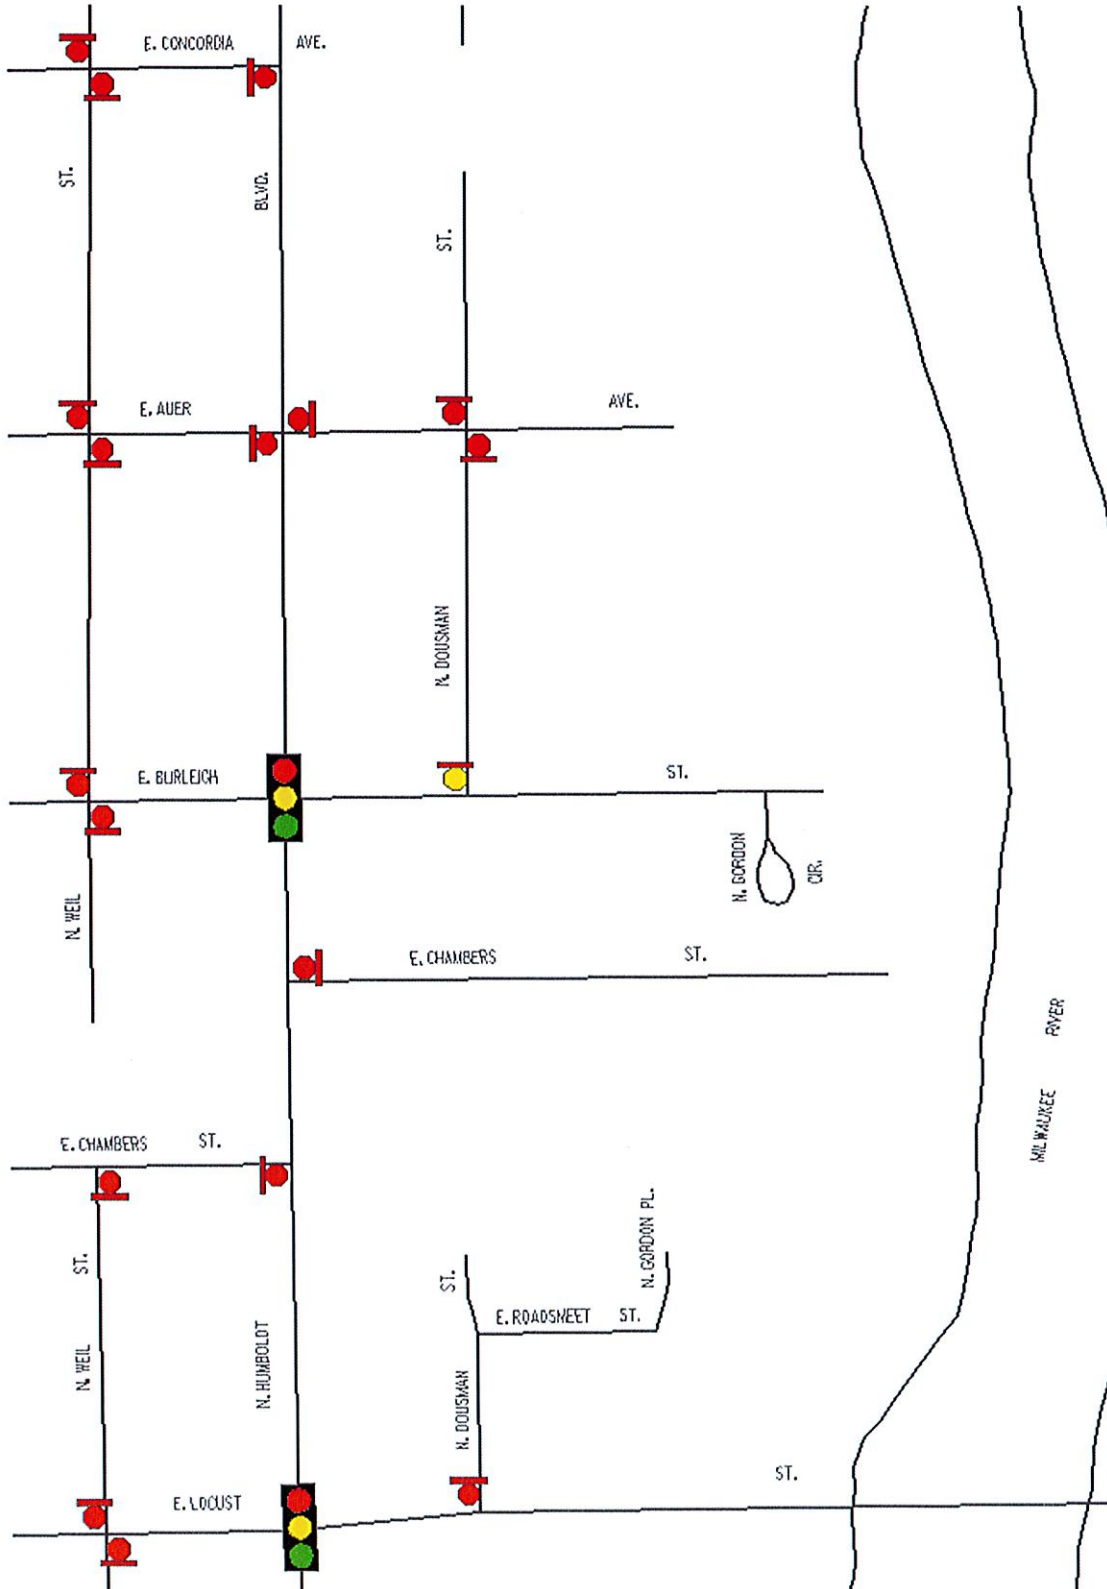 E. CONCORDIA AVE.
ST.
BLVD.
ST.
E. AUER AVE.
N. DOUSMAN
E. BURLEIGH ST.
N. GORDON CIR.
N. WEIL
E. CHAMBERS ST.
MILWAUKEE RIVER
E. CHAMBERS ST.
ST.
ST.
N. GORDON PL.
E. ROADSMEET ST.
N. WEIL
N. HUMBOLDT
N. DOUSMAN
E. LOCUST ST.